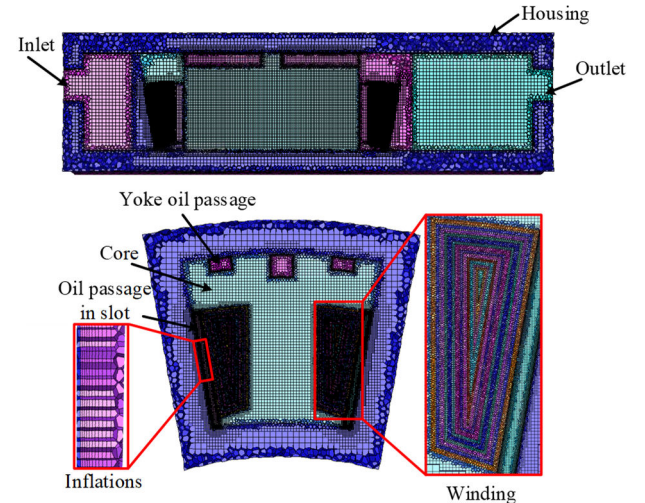 Housing
Inlet
Outlet
Yoke oil passage
Core
Oil passage
in slot
Inflations
Winding